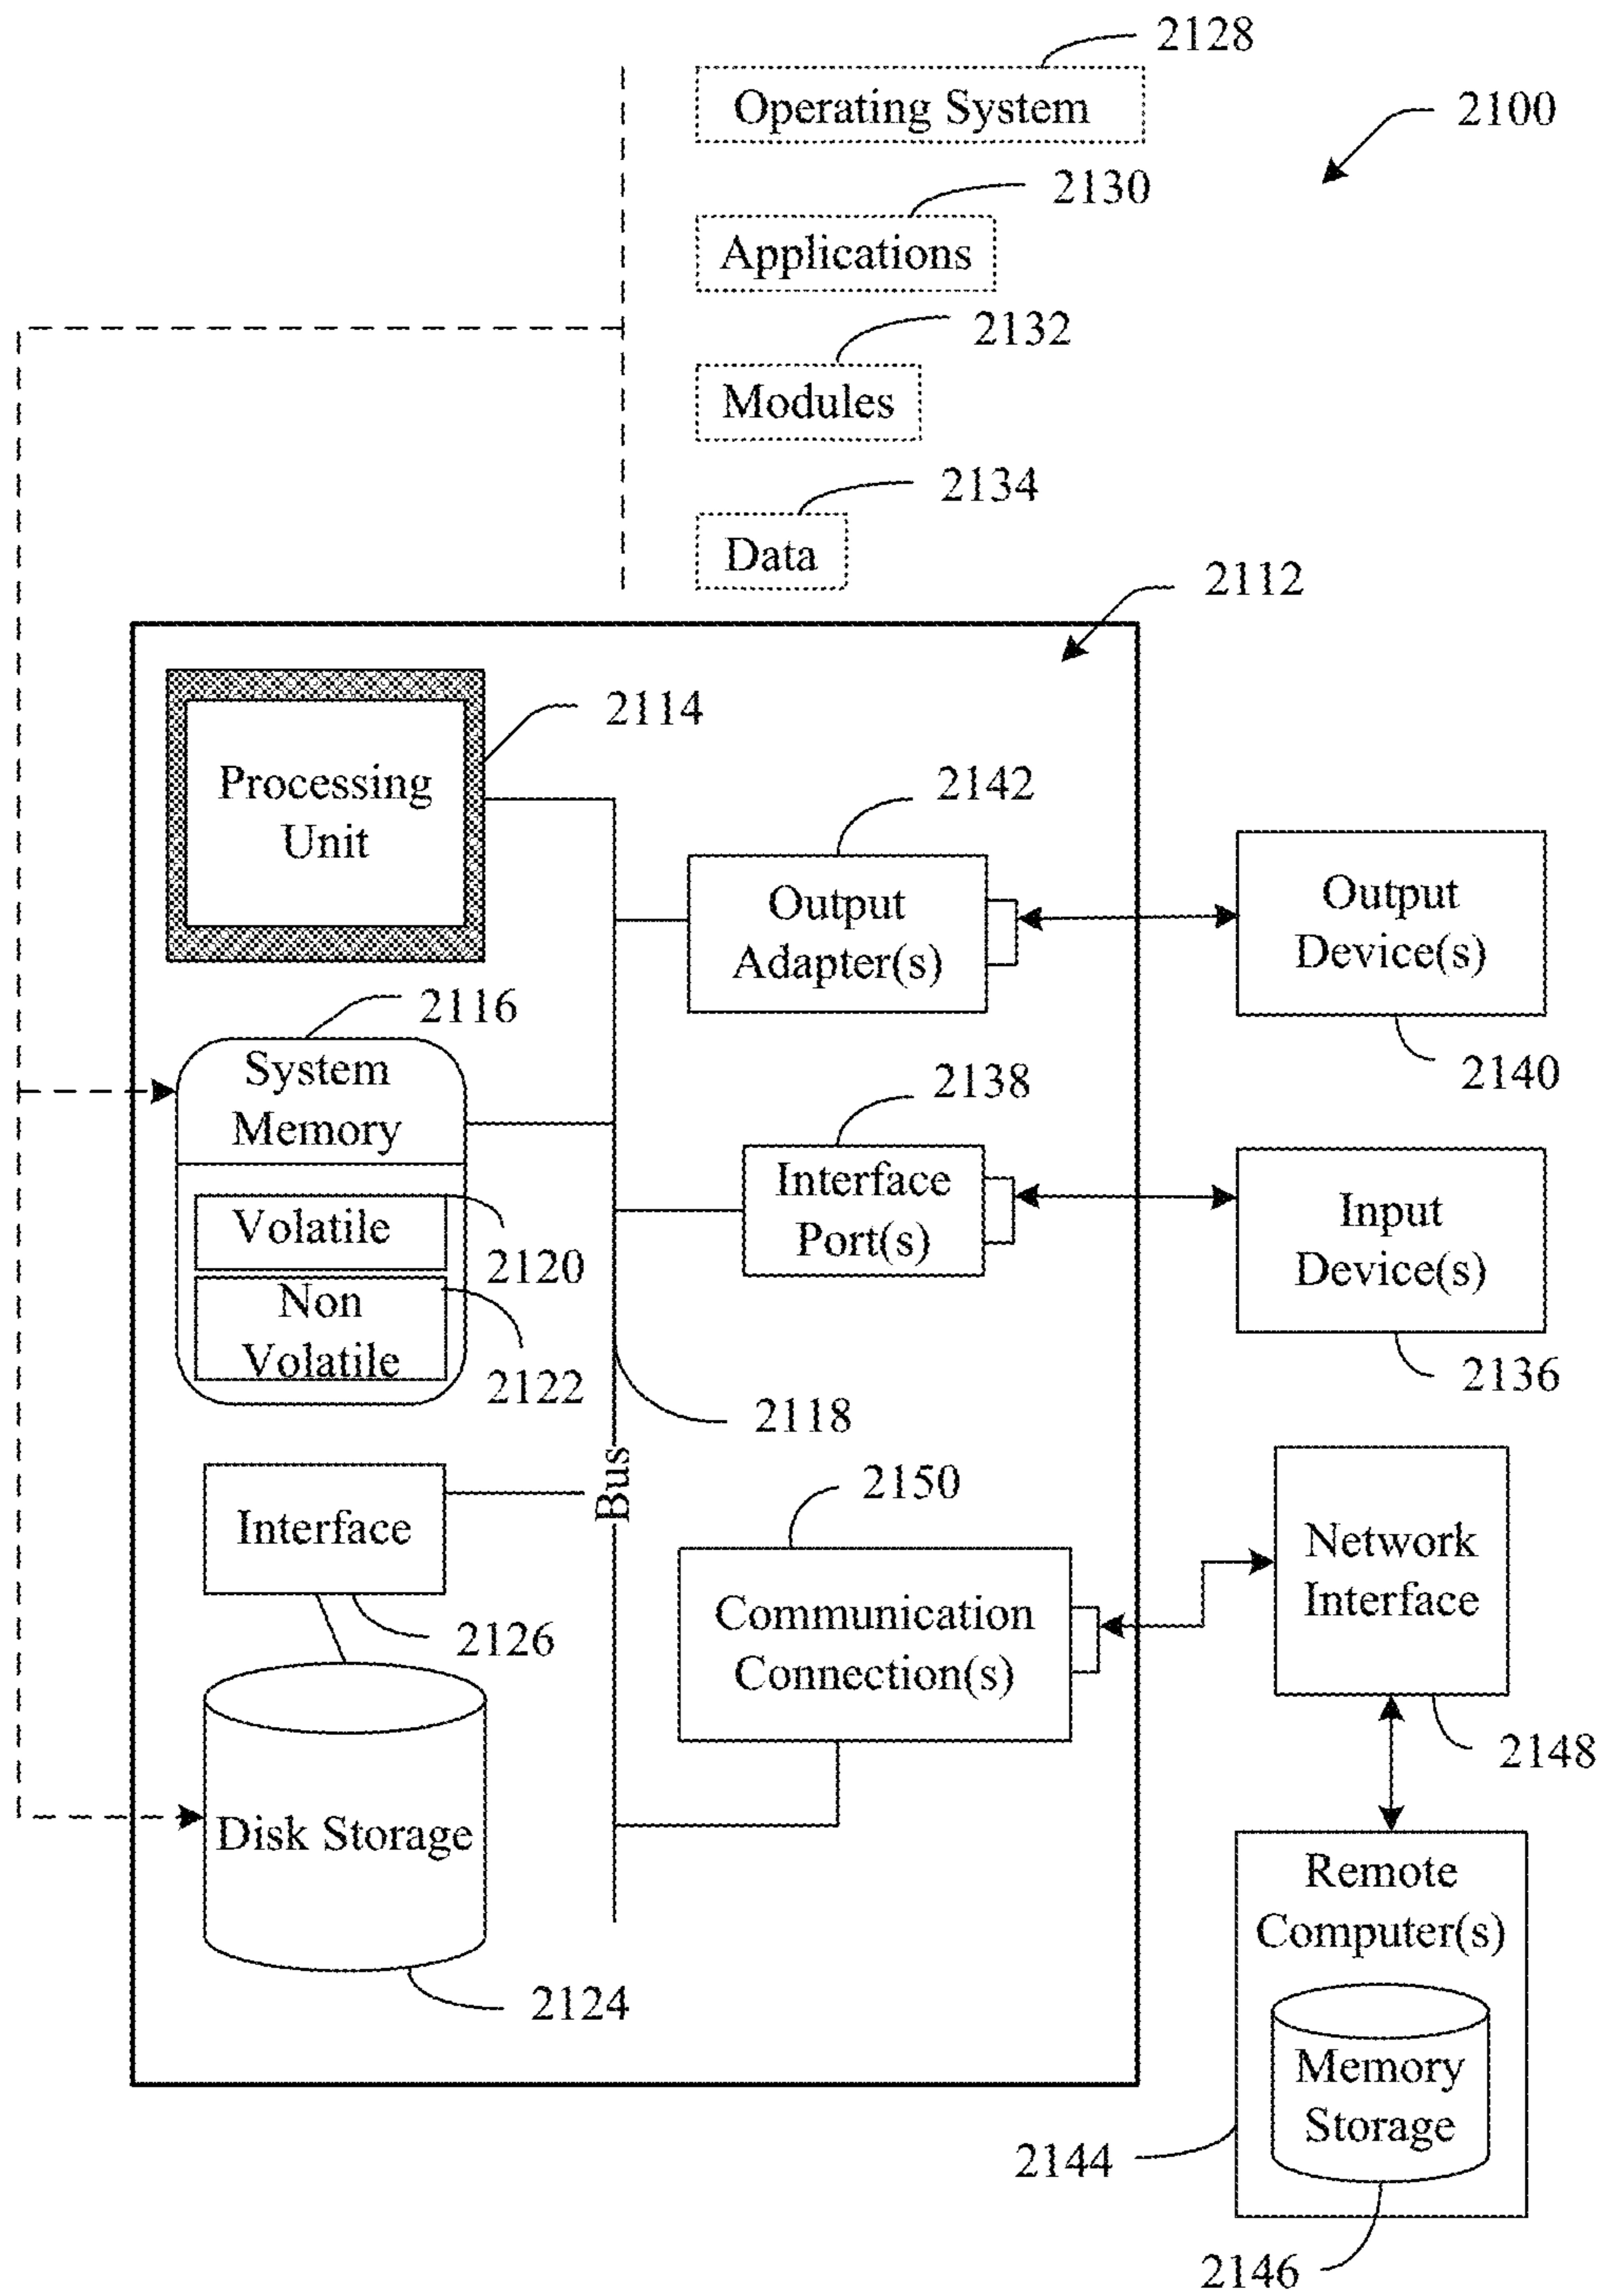 2128
Operating System
2100
2130
Applications
2132
Modules
2134
Data
2112
2114
Processing
Unit
2142
Output
Adapter(s)
Output
Device(s)
2140
2116
System
Memory
2138
Interface
Port(s)
Input
Device(s)
2136
Volatile
2120
Non
Volatile
2122
2118
Bus
Interface
2126
2150
Communication
Connection(s)
Network
Interface
2148
Disk Storage
2124
Remote
Computer(s)
Memory
Storage
2144
2146